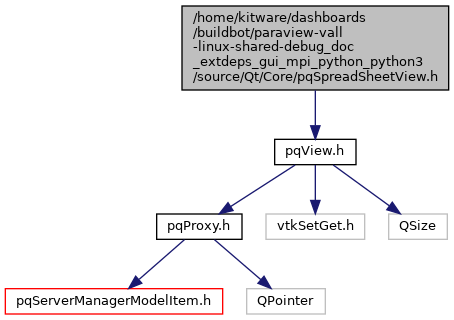 /home/kitware/dashboards
/buildbot/paraview-vall
-linux-shared-debug_doc
_extdeps_gui_mpi_python_python3
/source/Qt/Core/pqSpreadSheetView.h
pqView.h
pqProxy.h
vtkSetGet.h
QSize
pqServerManagerModelItem.h
QPointer